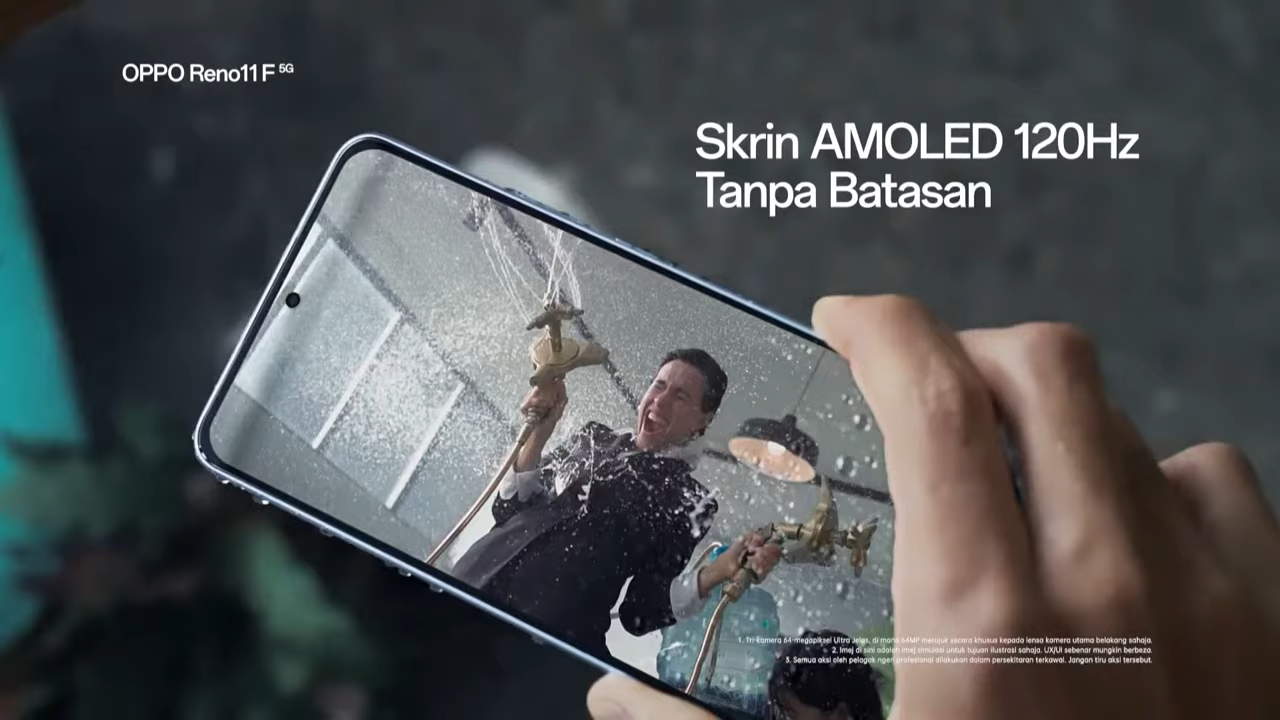 OPPO Reno11 F 5G
Skrin AMOLED 120Hz
Tanpa Batasan
1. Tri-kamera 64-megapiksel Ultra Jelas, di mana 64MP merujuk secara khusus kepada lensa kamera utama belakang sahaja.
2. Imej di sini adalah imej simulasi untuk tujuan ilustrasi sahaja. UX/UI sebenar mungkin berbeza.
3. Semua aksi oleh pelagak ngeri profesional dilakukan dalam persekitaran terkawal. Jangan tiru aksi tersebut.